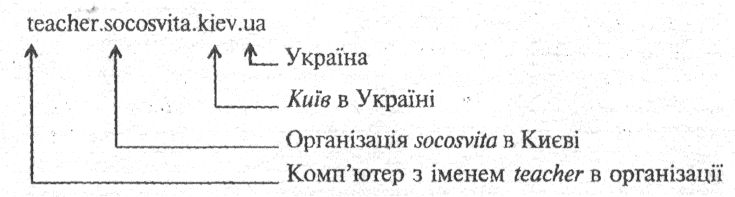 teacher.socosvita.kiev.ua
Україна
Київ в Україні
Організація socosvita в Києві
Комп’ютер з іменем teacher в організації